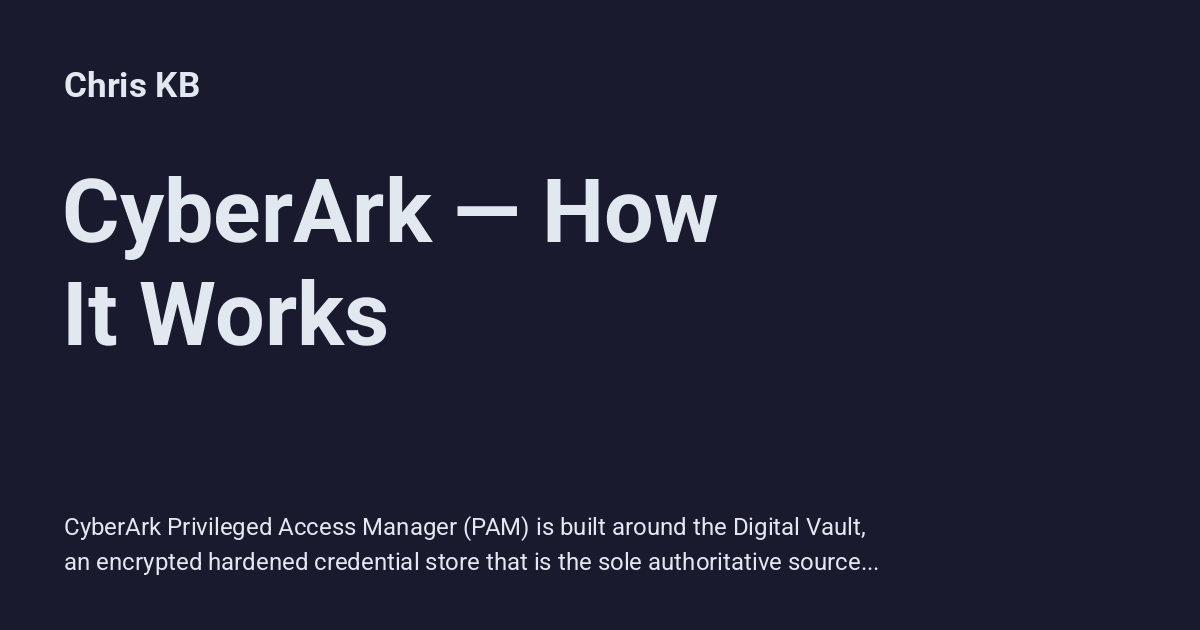 Chris KB
CyberArk — How
It Works
CyberArk Privileged Access Manager (PAM) is built around the Digital Vault,
an encrypted hardened credential store that is the sole authoritative source...